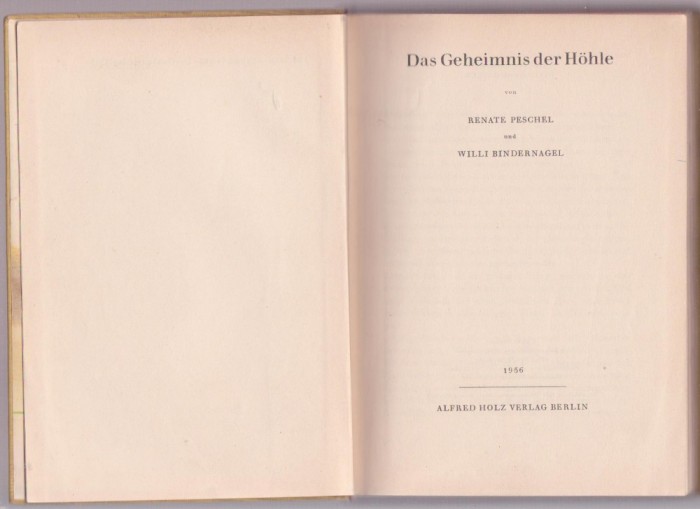 Das Geheimnis der Höhle
von
RENATE PESCHEL
und
WILLI BINDERNAGEL
1956
ALFRED HOLZ VERLAG BERLIN